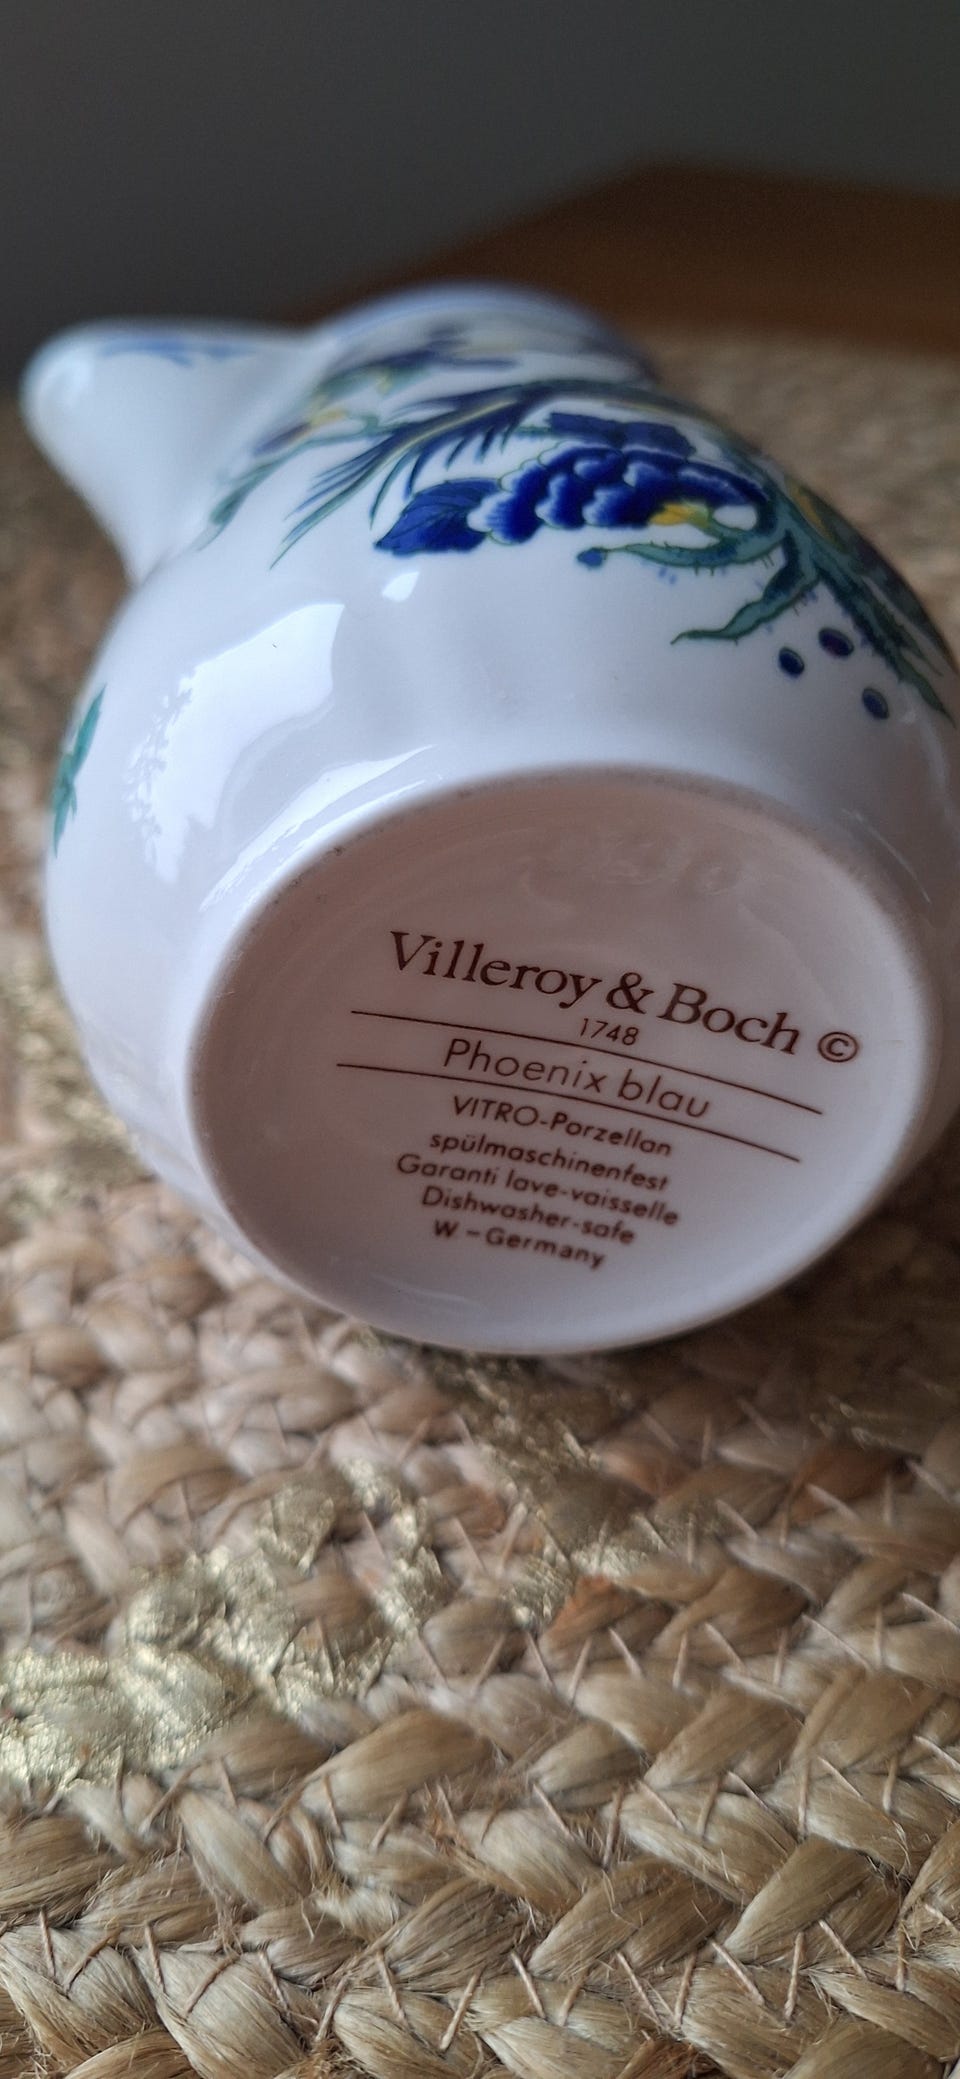 Villeroy & Boch ©
1748
Phoenix blau
VITRO-Porzellan
spülmaschinenfest
Garanti lave-vaisselle
Dishwasher-safe
W - Germany